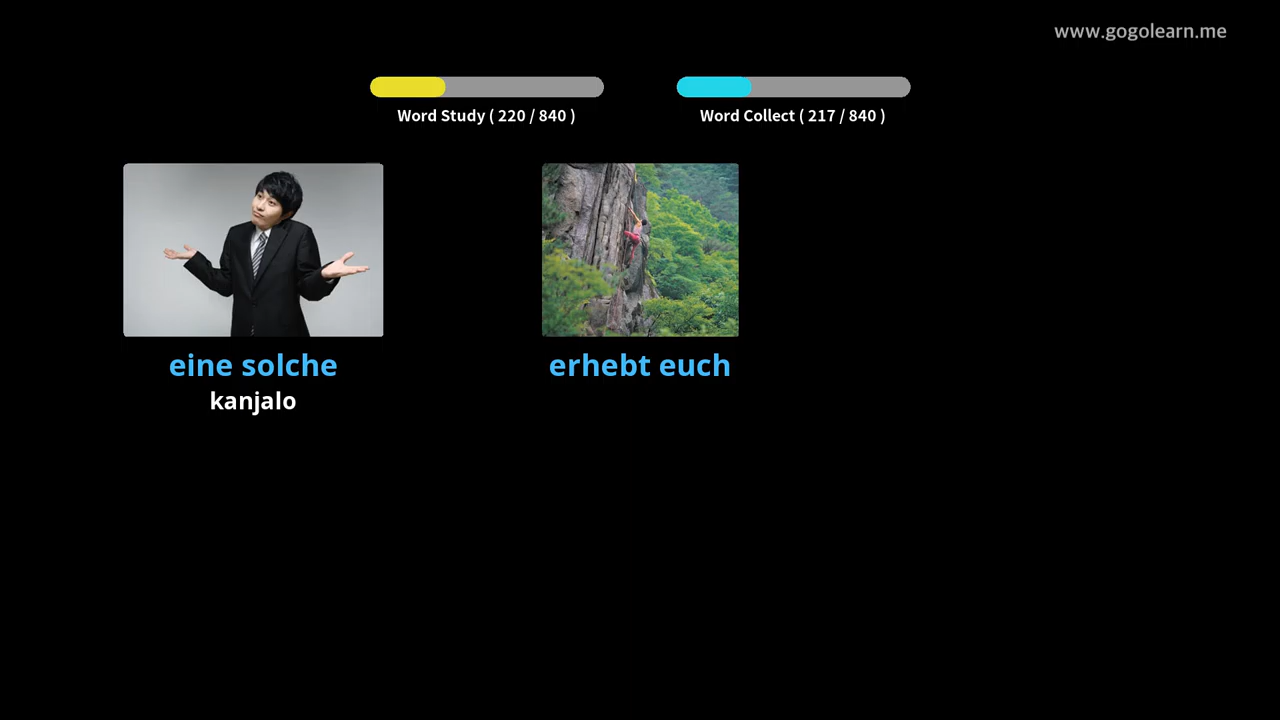 www.gogolearn.me
Word Study ( 220 / 840 )
Word Collect ( 217 / 840 )
eine solche
kanjalo
erhebt euch